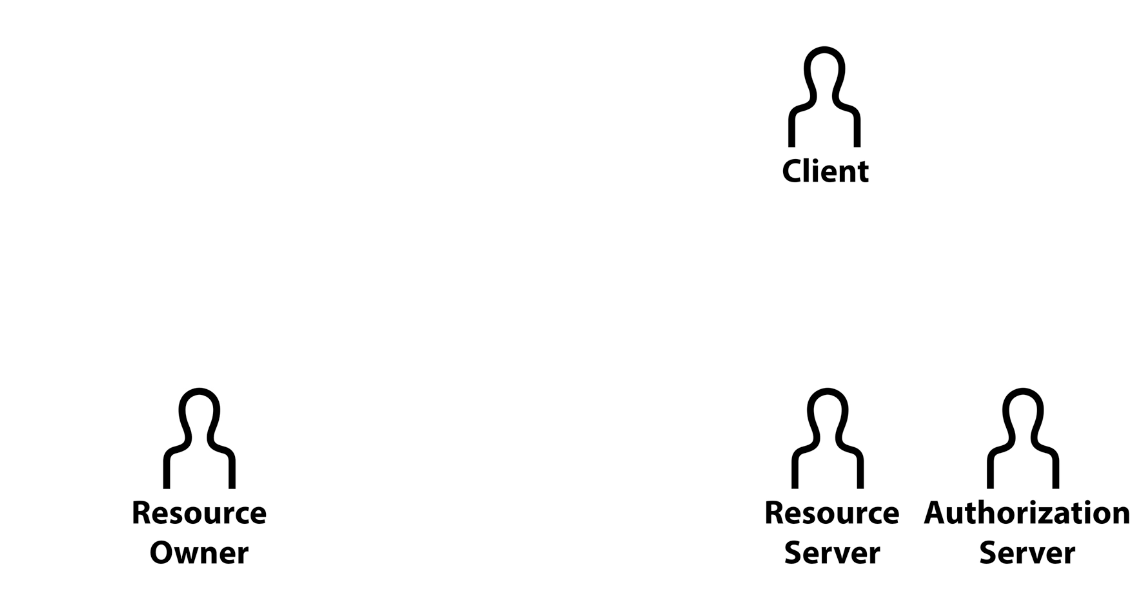 Client
Resource
Owner
Resource
Server
Authorization
Server